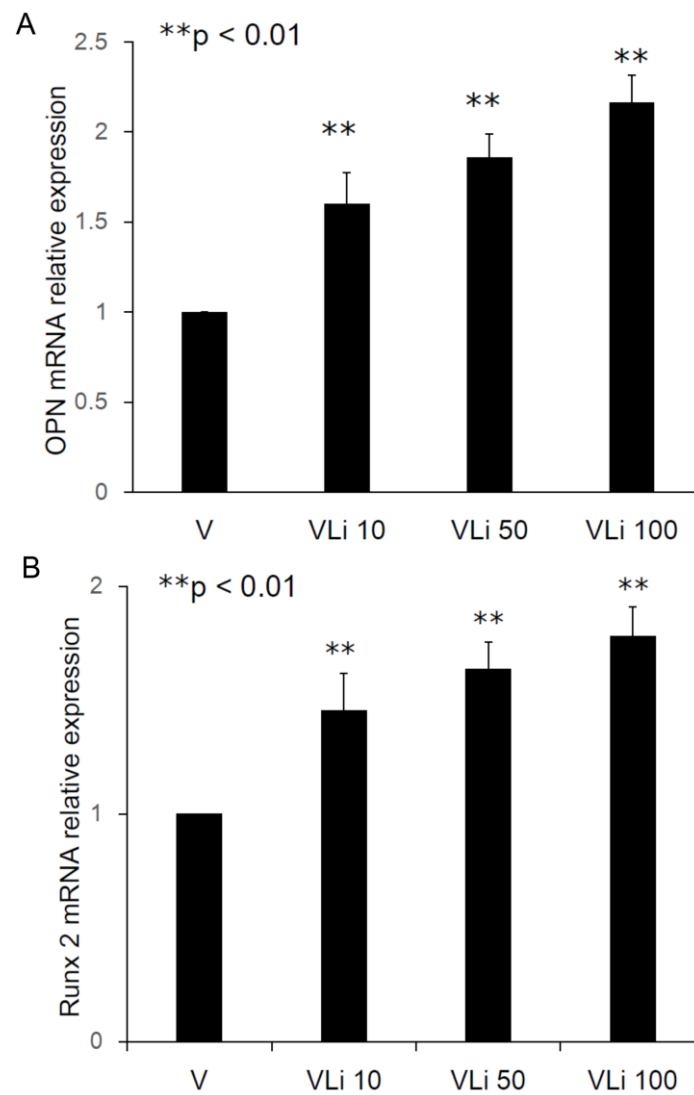 A
**p < 0.01
OPN mRNA relative expression
2.5
2
1.5
1
0.5
0
**
**
**
V
VLi 10
VLi 50
VLi 100
B
**p < 0.01
Runx 2 mRNA relative expression
2
1
0
**
**
**
V
VLi 10
VLi 50
VLi 100